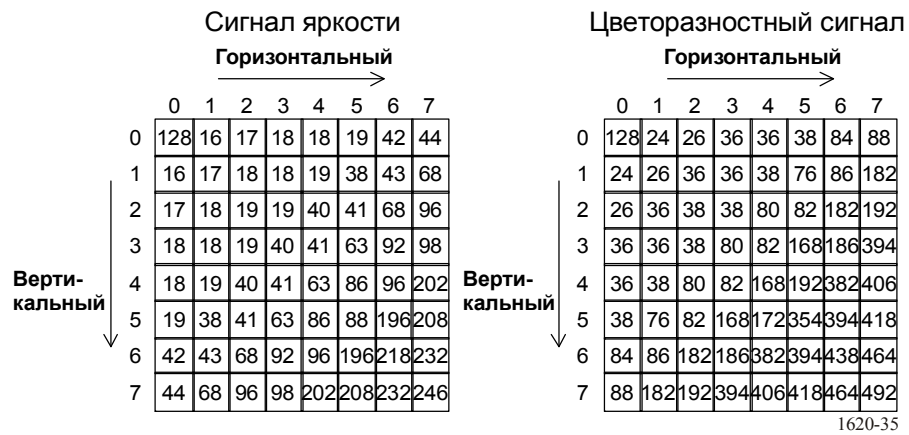 Сигнал яркости
Горизонтальный
0 1 2 3 4 5 6 7
0 128 16 17 18 18 19 42 44
1 16 17 18 18 19 38 43 68
2 17 18 19 19 40 41 68 96
3 18 18 19 40 41 63 92 98
4 18 19 40 41 63 86 96 202
5 19 38 41 63 86 88 196 208
6 42 43 68 92 96 196 218 232
7 44 68 96 98 202 208 232 246
Верти-
кальный
Цветоразностный сигнал
Горизонтальный
0 1 2 3 4 5 6 7
0 128 24 26 36 36 38 84 88
1 24 26 36 36 38 76 86 182
2 26 36 38 38 80 82 182 192
3 36 36 38 80 82 168 186 394
4 36 38 80 82 168 192 382 406
5 38 76 82 168 172 354 394 418
6 84 86 182 186 382 394 438 464
7 88 182 192 394 406 418 464 492
Верти-
кальный
1620-35